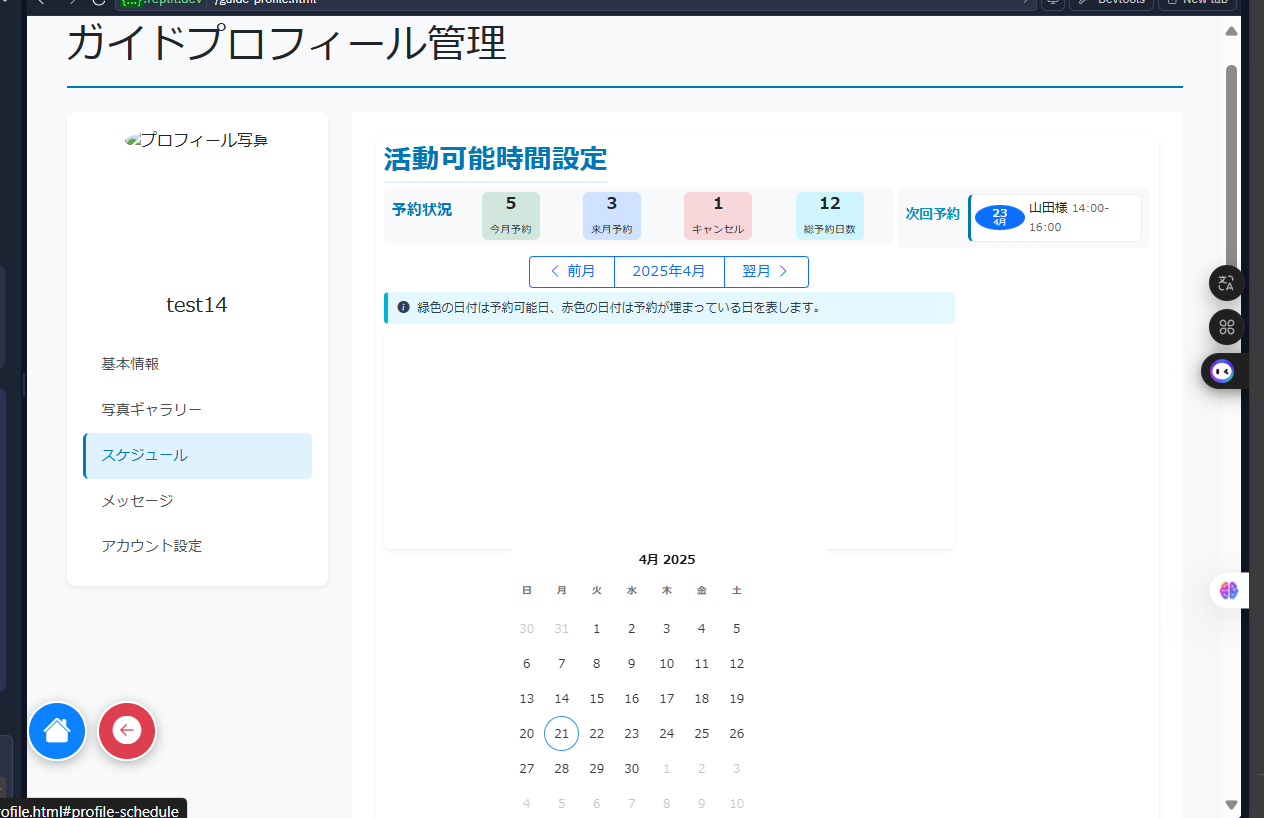 ガイドプロフィール管理
プロフィール写真
test14
基本情報
写真ギャラリー
スケジュール
メッセージ
アカウント設定
活動可能時間設定
予約状況
5
今月予約
3
来月予約
1
キャンセル
12
総予約日数
次回予約
23
4月
山田様 14:00-
16:00
前月
2025年4月
翌月
緑色の日付は予約可能日、赤色の日付は予約が埋まっている日を表します。
4月 2025
日 月 火 水 木 金 土
30 31 1 2 3 4 5
6 7 8 9 10 11 12
13 14 15 16 17 18 19
20 21 22 23 24 25 26
27 28 29 30 1 2 3
4 5 6 7 8 9 10
rofile.html#profile-schedule